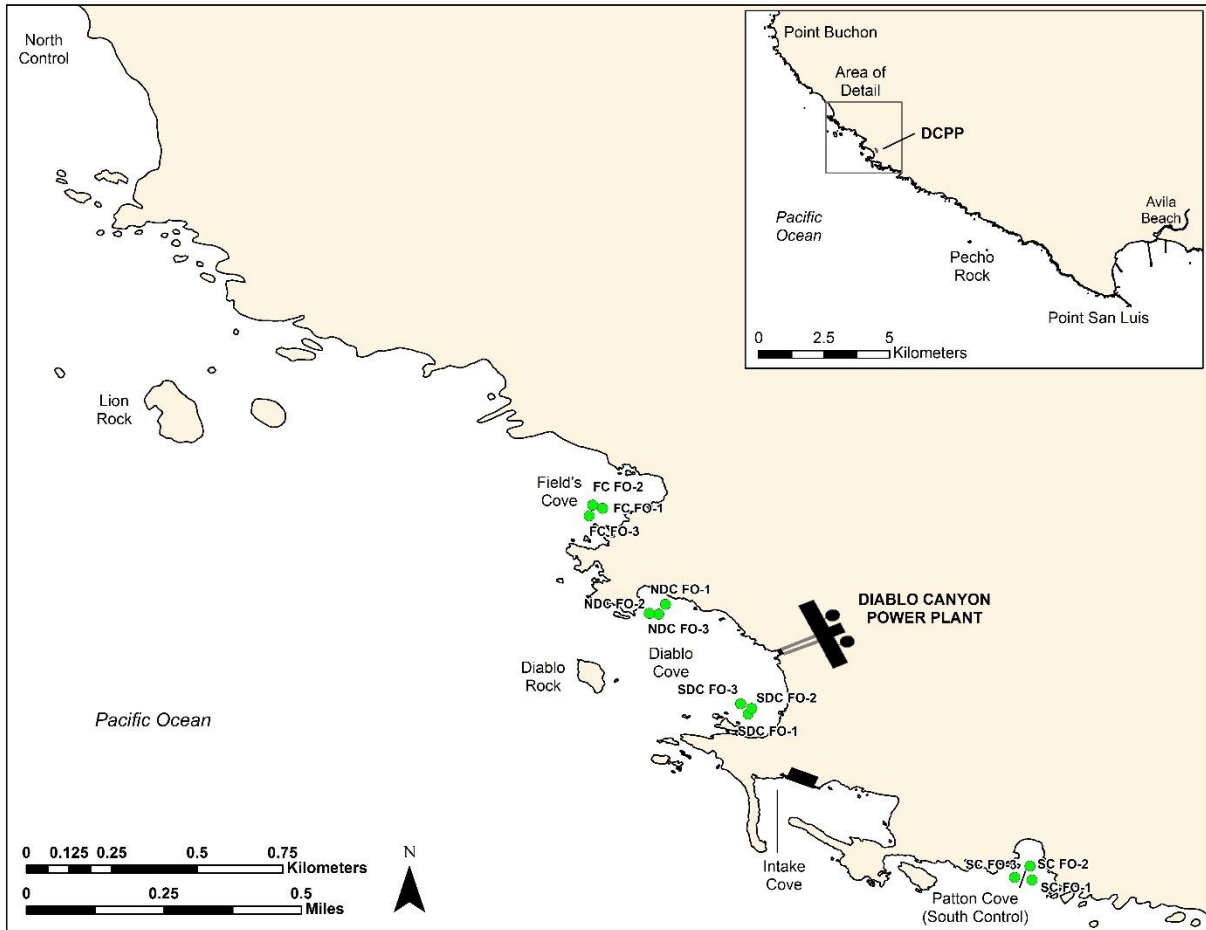 North
Control
Point Buchon
Area of
Detail
DCPP
Pacific
Ocean
Pecho
Rock
Avila
Beach
Point San Luis
0 2.5 5
Kilometers
Lion
Rock
Field's
Cove
FC FO-2
FC FO-1
FC FO-3
NDC FO-1
NDC FO-2
NDC FO-3
DIABLO CANYON
POWER PLANT
Diablo
Cove
Diablo
Rock
SDC FO-3
SDC FO-2
SDC FO-1
Pacific Ocean
Intake
Cove
SC FO-3
SC FO-2
SC FO-1
Patton Cove
(South Control)
0 0.125 0.25 0.5 0.75
Kilometers
0 0.25 0.5
Miles
N